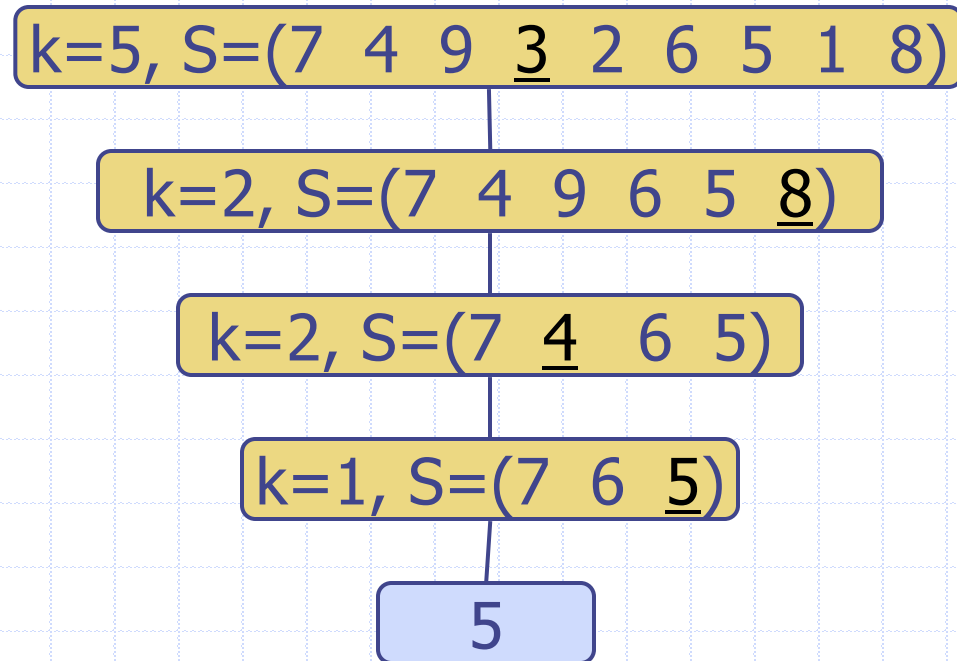 k=5, S=(7 4 9 3 2 6 5 1 8)
k=2, S=(7 4 9 6 5 8)
k=2, S=(7 4 6 5)
k=1, S=(7 6 5)
5